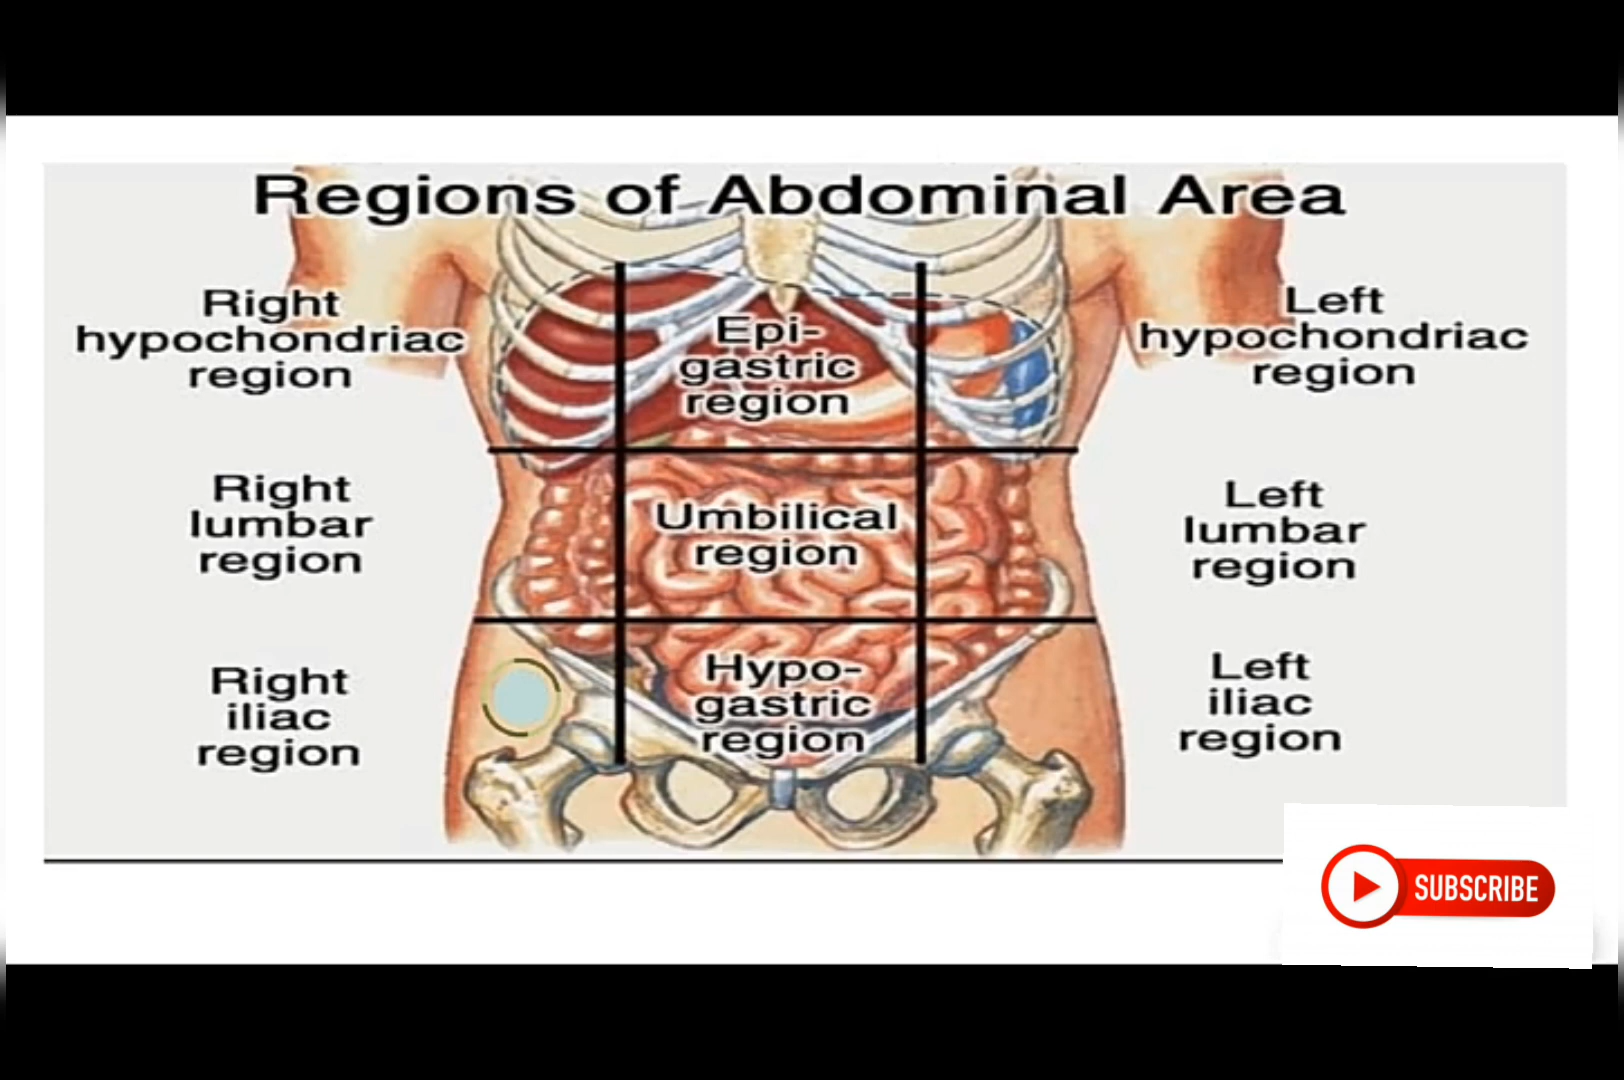 Regions of Abdominal Area
Right
hypochondriac
region
Epi-
gastric
region
Left
hypochondriac
region
Right
lumbar
region
Umbilical
region
Left
lumbar
region
Right
iliac
region
Hypo-
gastric
region
Left
iliac
region
SUBSCRIBE